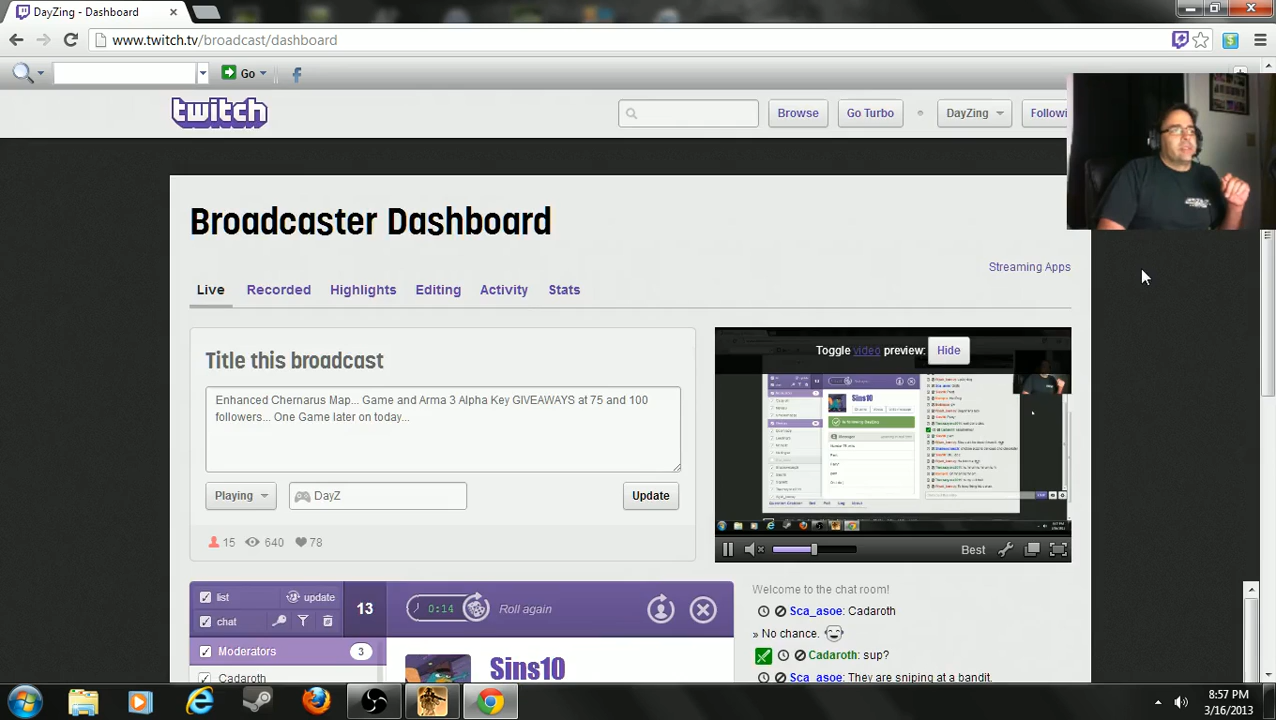 DayZing - Dashboard
www.twitch.tv/broadcast/dashboard
Go
twitch
Browse
Go Turbo
DayZing
Followi
Broadcaster Dashboard
Streaming Apps
Live
Recorded
Highlights
Editing
Activity
Stats
Title this broadcast
Enhanced Chernarus Map... Game and Arma 3 Alpha Key GIVEAWAYS at 75 and 100
followers... One Game later on today...
Playing
DayZ
Update
15
640
78
Toggle video preview:
Hide
Sins10
Best
list
update
chat
13
0:14
Roll again
Moderators
3
Cadaroth
Sins10
Welcome to the chat room!
Sca_asoe: Cadaroth
» No chance.
Cadaroth: sup?
Sca_asoe: They are sniping at a bandit.
8:57 PM
3/16/2013